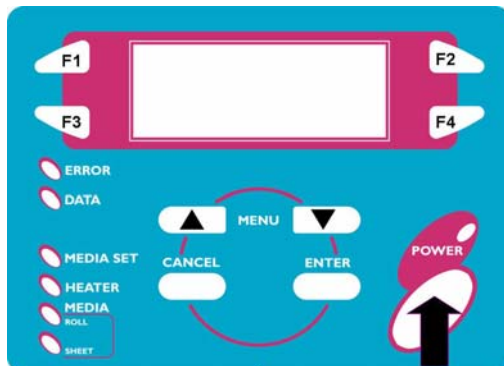 F1
F2
F3
F4
ERROR
DATA
MENU
MEDIA SET
CANCEL
ENTER
POWER
HEATER
MEDIA
ROLL
SHEET